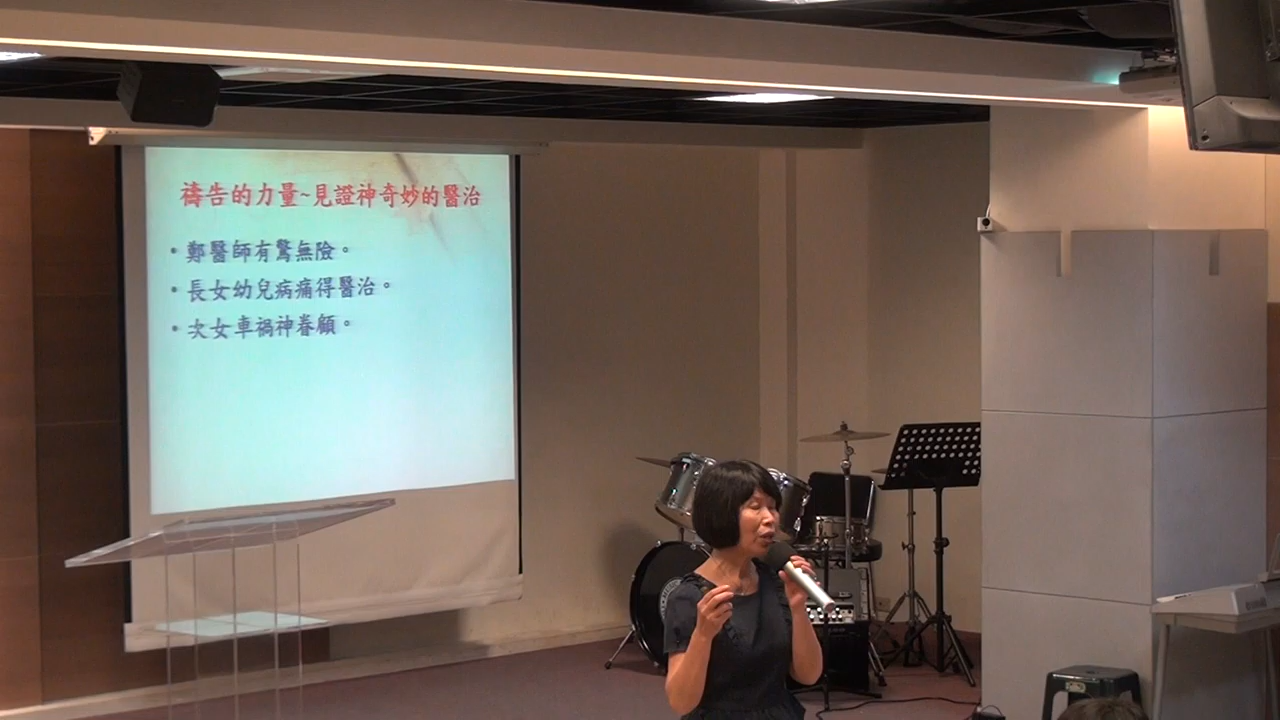 禱告的力量~見證神奇妙的醫治
• 鄭醫師有驚無險。
• 長女幼兒病痛得醫治。
• 次女車禍神眷顧。